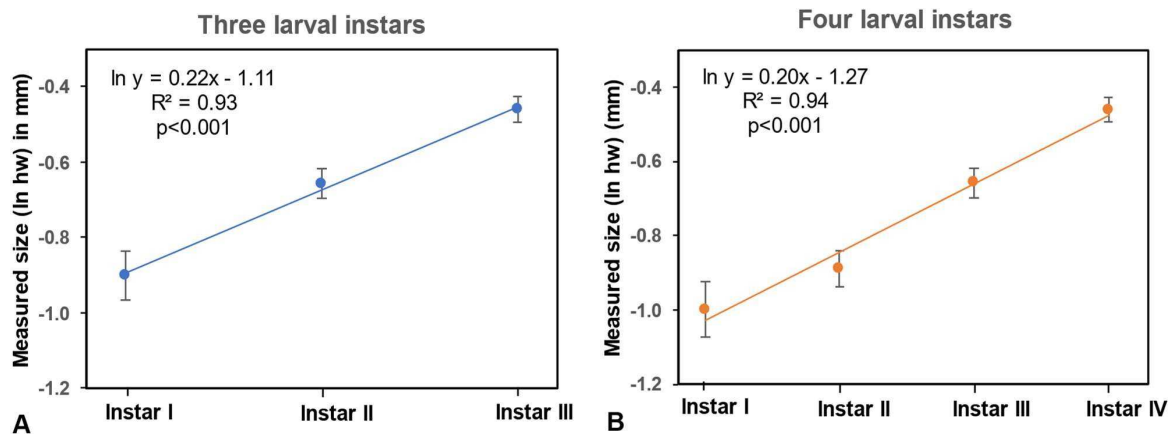 Three larval instars
Measured size (ln hw) in mm)
ln y = 0.22x - 1.11
R² = 0.93
p<0.001
-0.4
-0.6
-0.8
-1.0
-1.2
Instar I
Instar II
Instar III
A
Four larval instars
Measured size (ln hw) (mm)
ln y = 0.20x - 1.27
R² = 0.94
p<0.001
-0.4
-0.6
-0.8
-1.0
-1.2
Instar I
Instar II
Instar III
Instar IV
B